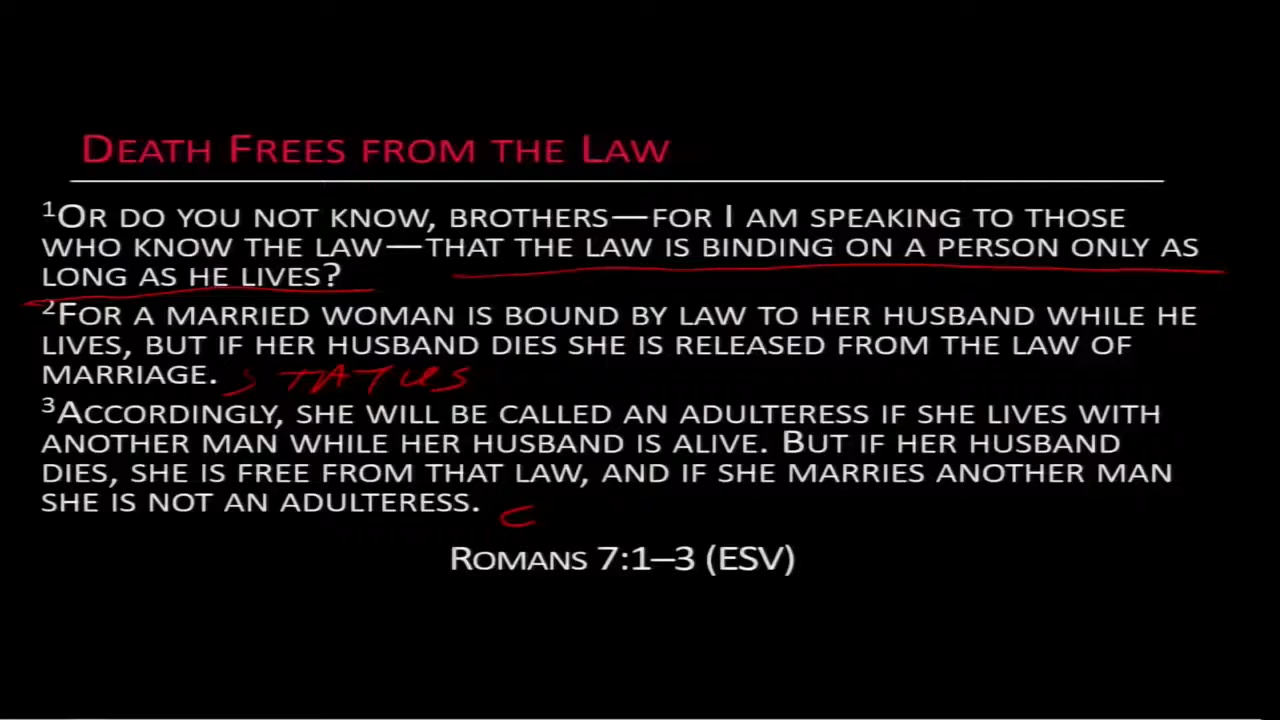 Death Frees from the Law
¹Or do you not know, brothers—for I am speaking to those
who know the law—that the law is binding on a person only as
long as he lives?
²For a married woman is bound by law to her husband while he
lives, but if her husband dies she is released from the law of
marriage. STATUS
³Accordingly, she will be called an adulteress if she lives with
another man while her husband is alive. But if her husband
dies, she is free from that law, and if she marries another man
she is not an adulteress. C
Romans 7:1–3 (ESV)